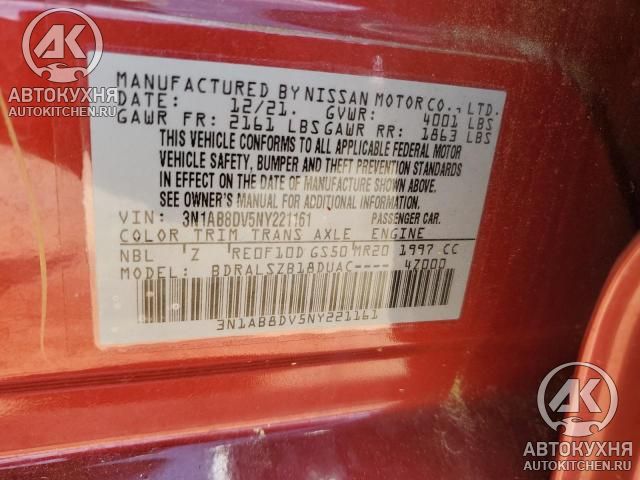 АК
АВТОКУХНЯ
AUTOKITCHEN.RU
MANUFACTURED BY NISSAN MOTOR CO., LTD.
DATE: 12/21. GVWR: 4001 LBS
GAWR FR: 2161 LBS GAWR RR: 1863 LBS
THIS VEHICLE CONFORMS TO ALL APPLICABLE FEDERAL MOTOR
VEHICLE SAFETY, BUMPER AND THEFT PREVENTION STANDARDS
IN EFFECT ON THE DATE OF MANUFACTURE SHOWN ABOVE.
SEE OWNER'S MANUAL FOR ADDITIONAL INFORMATION.
VIN: 3N1AB8DV5NY221161 PASSENGER CAR.
COLOR TRIM TRANS AXLE ENGINE
NBL Z RE0F10D GS50 MR20 1997 CC
MODEL: BDRALSZB18DUAC---- 47000
3N1AB8DV5NY221161
АК
АВТОКУХНЯ
AUTOKITCHEN.RU